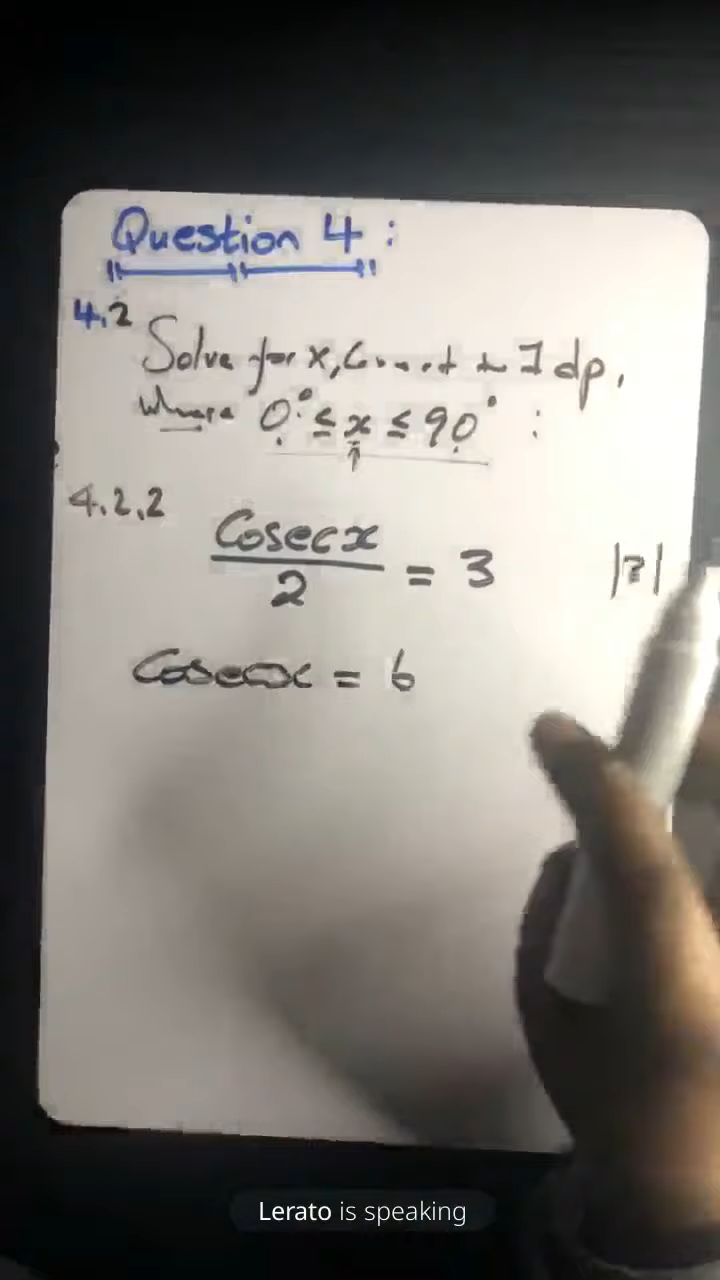 Question 4:
4.2
Solve for x, Correct to 1 dp,
where 0° ≤ x ≤ 90° :
4.2.2
Cosecx
2
= 3
|2|
Cosecx = 6
Lerato is speaking